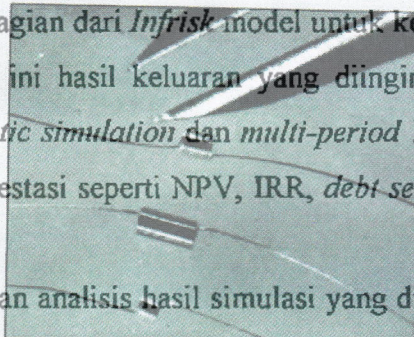 agian dari Infrisk model untuk k
ini hasil keluaran yang diingi
tic simulation dan multi-period
estasi seperti NPV, IRR, debt se
an analisis hasil simulasi yang d